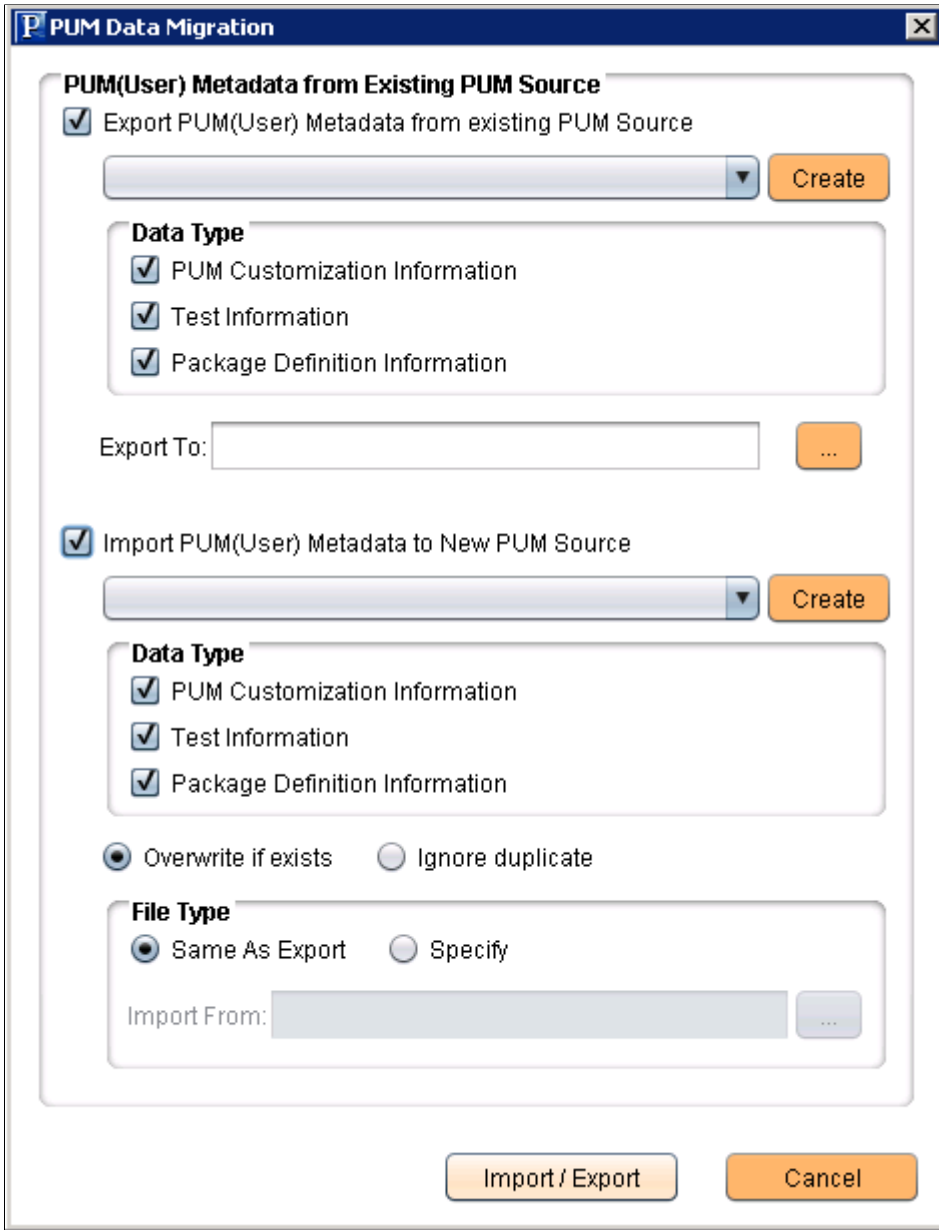 P PUM Data Migration
PUM(User) Metadata from Existing PUM Source
Export PUM(User) Metadata from existing PUM Source
Create
Data Type
PUM Customization Information
Test Information
Package Definition Information
Export To:
...
Import PUM(User) Metadata to New PUM Source
Create
Data Type
PUM Customization Information
Test Information
Package Definition Information
Overwrite if exists Ignore duplicate
File Type
Same As Export Specify
Import From: ...
Import / Export Cancel